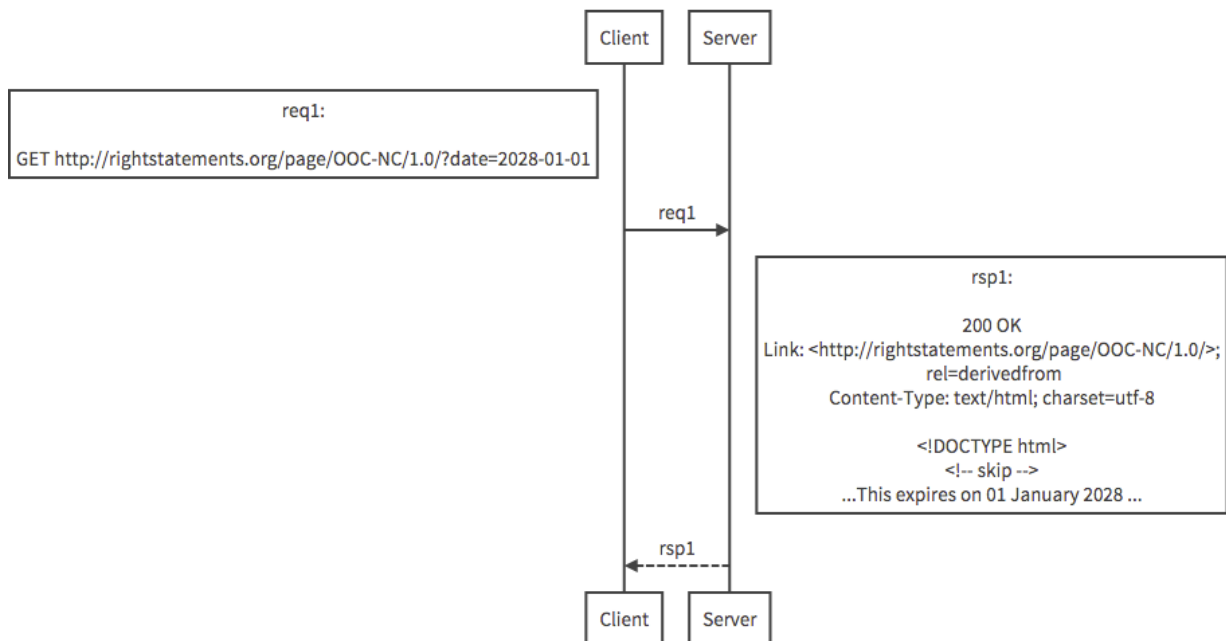 Client
Server
req1:
GET http://rightstatements.org/page/OOC-NC/1.0/?date=2028-01-01
req1
rsp1:
200 OK
Link: <http://rightstatements.org/page/OOC-NC/1.0/>;
rel=derivedfrom
Content-Type: text/html; charset=utf-8
<!DOCTYPE html>
<!-- skip -->
...This expires on 01 January 2028 ...
rsp1
Client
Server